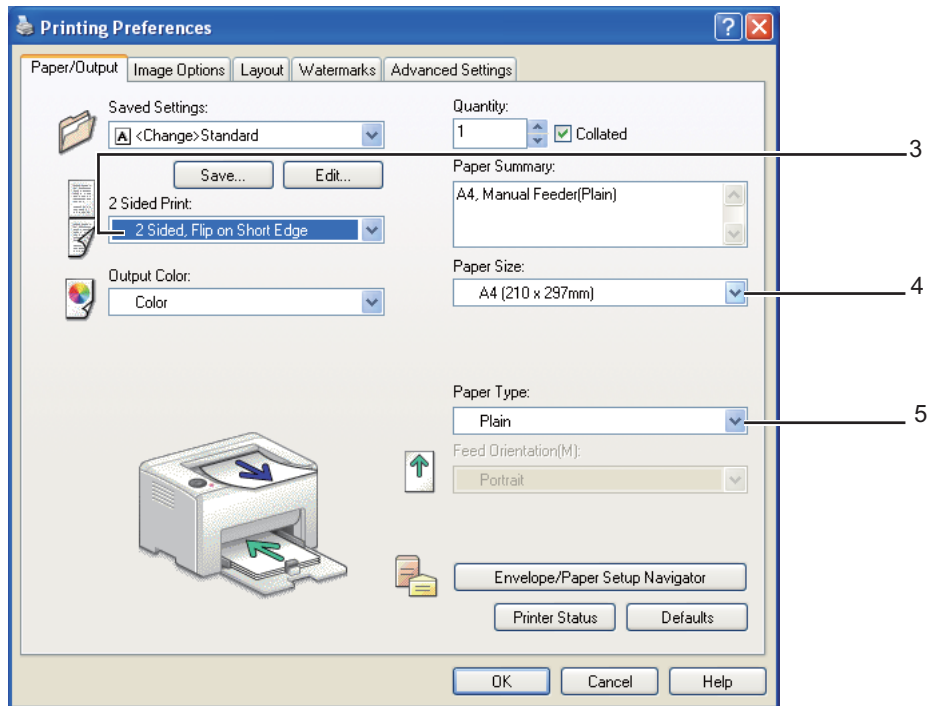 Printing Preferences
Paper/Output Image Options Layout Watermarks Advanced Settings
Saved Settings:
A <Change>Standard
Save... Edit...
2 Sided Print:
2 Sided, Flip on Short Edge
Output Color:
Color
Quantity:
1 Collated
Paper Summary:
A4, Manual Feeder(Plain)
Paper Size:
A4 (210 x 297mm)
Paper Type:
Plain
Feed Orientation(M):
Portrait
Envelope/Paper Setup Navigator
Printer Status Defaults
OK Cancel Help
3
4
5